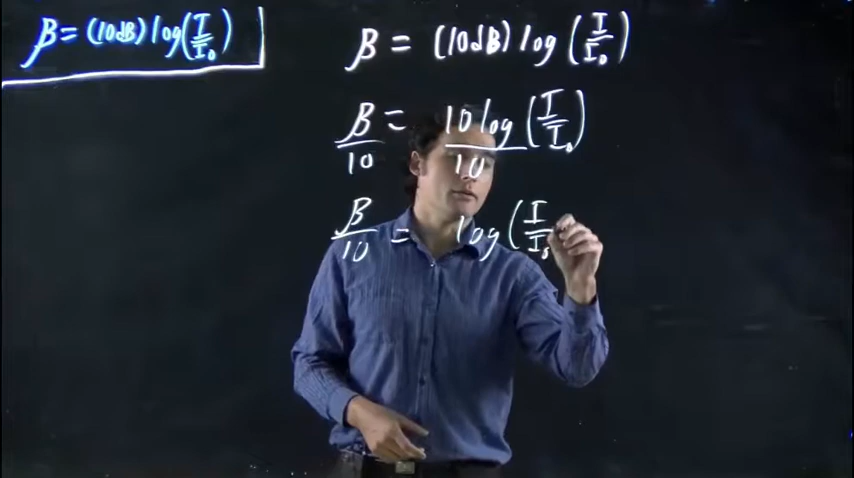 β = (10dB) log(I/I₀)
β = (10dB) log(I/I₀)
β/10 = 10 log(I/I₀)/10
β/10 = log(I/I₀